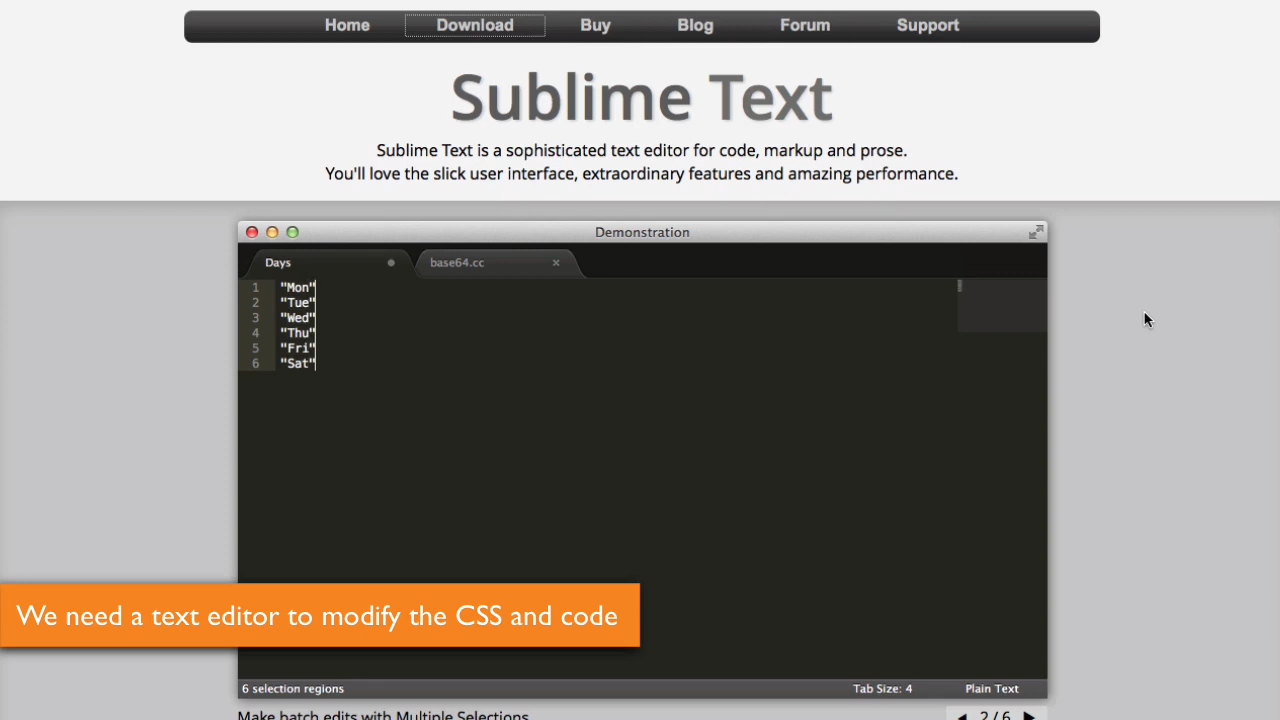 Home Download Buy Blog Forum Support
Sublime Text
Sublime Text is a sophisticated text editor for code, markup and prose.
You'll love the slick user interface, extraordinary features and amazing performance.
Demonstration
Days base64.cc
1 "Mon"
2 "Tue"
3 "Wed"
4 "Thu"
5 "Fri"
6 "Sat"
We need a text editor to modify the CSS and code
6 selection regions Tab Size: 4 Plain Text
Make batch edits with Multiple Selections 2 / 6